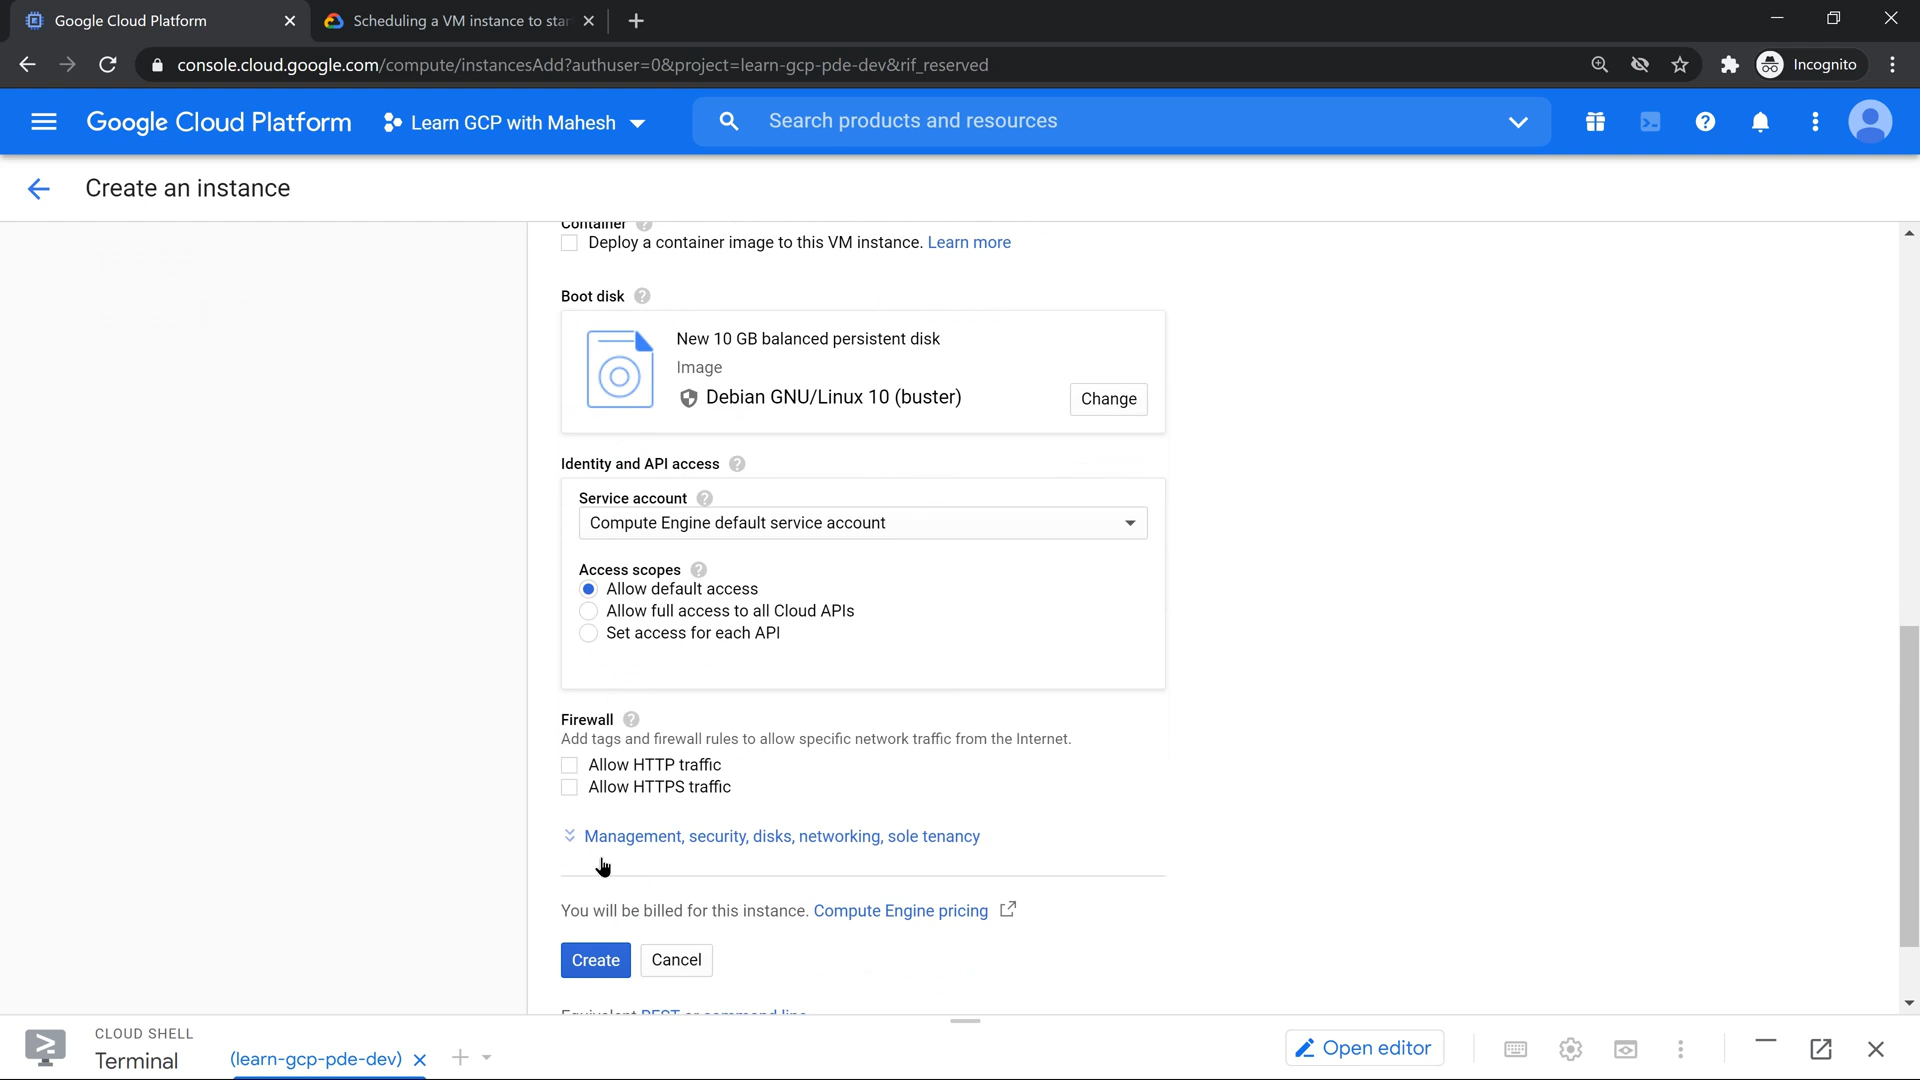 Google Cloud Platform
Scheduling a VM instance to star
console.cloud.google.com/compute/instancesAdd?authuser=0&project=learn-gcp-pde-dev&rif_reserved
Incognito
Google Cloud Platform
Learn GCP with Mahesh
Search products and resources
Create an instance
Container
Deploy a container image to this VM instance. Learn more
Boot disk
New 10 GB balanced persistent disk
Image
Debian GNU/Linux 10 (buster)
Change
Identity and API access
Service account
Compute Engine default service account
Access scopes
Allow default access
Allow full access to all Cloud APIs
Set access for each API
Firewall
Add tags and firewall rules to allow specific network traffic from the Internet.
Allow HTTP traffic
Allow HTTPS traffic
Management, security, disks, networking, sole tenancy
You will be billed for this instance. Compute Engine pricing
Create
Cancel
Equivalent REST or command line
CLOUD SHELL
Terminal
(learn-gcp-pde-dev)
Open editor